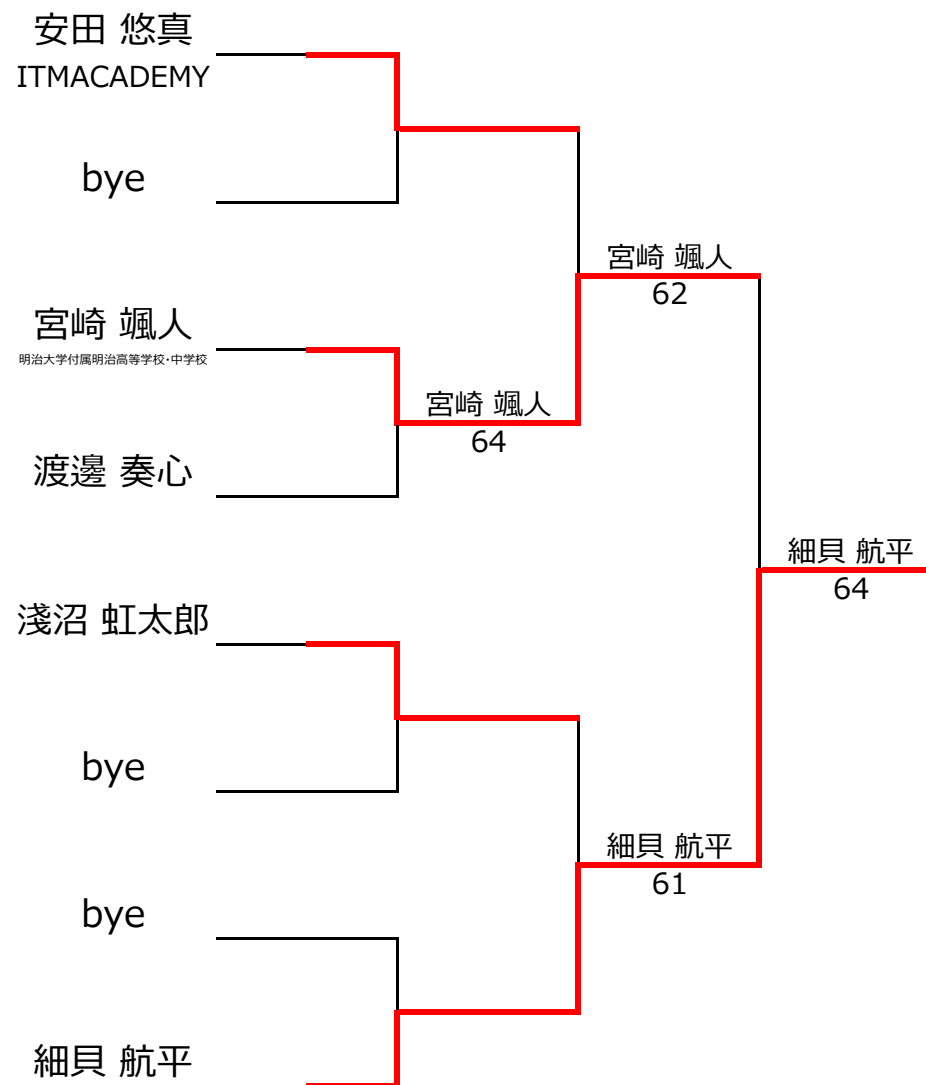 安田 悠真
ITMACADEMY
bye
宮崎 颯人
62
宮崎 颯人
明治大学付属明治高等学校・中学校
宮崎 颯人
64
渡邊 奏心
細貝 航平
64
淺沼 虹太郎
bye
細貝 航平
61
bye
細貝 航平